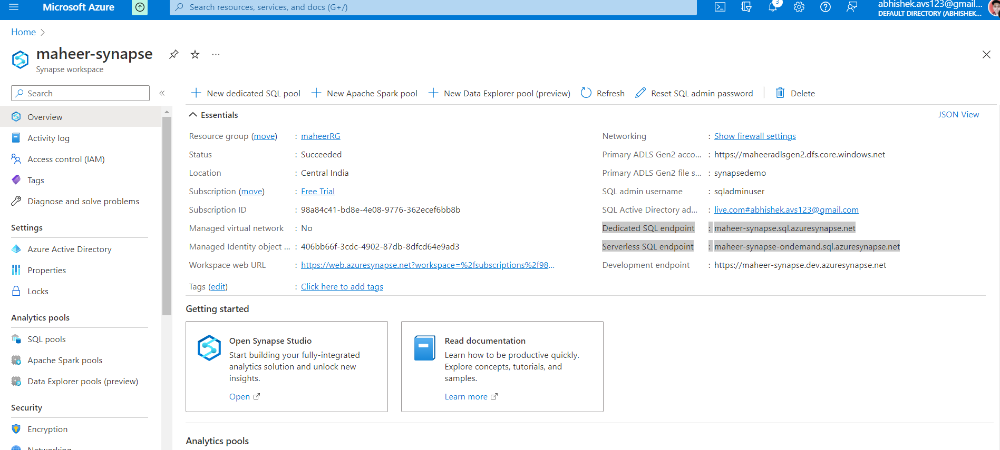 Microsoft Azure
Search resources, services, and docs (G+/)
3
abhishek.avs123@gmail...
DEFAULT DIRECTORY (ABHISHEK...
Home
maheer-synapse
...
Synapse workspace
Search
«
New dedicated SQL pool
New Apache Spark pool
New Data Explorer pool (preview)
Refresh
Reset SQL admin password
Delete
Overview
Activity log
Access control (IAM)
Tags
Diagnose and solve problems
Settings
Azure Active Directory
Properties
Locks
Analytics pools
SQL pools
Apache Spark pools
Data Explorer pools (preview)
Security
Encryption
Networking
Essentials
JSON View
Resource group (move) : maheerRG
Status : Succeeded
Location : Central India
Subscription (move) : Free Trial
Subscription ID : 98a84c41-bd8e-4e08-9776-362ecef6bb8b
Managed virtual network : No
Managed Identity object ... : 406bb66f-3cdc-4902-87db-8dfcd64e9ad3
Workspace web URL : https://web.azuresynapse.net?workspace=%2fsubscriptions%2f98...
Tags (edit) : Click here to add tags
Networking : Show firewall settings
Primary ADLS Gen2 acco... : https://maheeradlsgen2.dfs.core.windows.net
Primary ADLS Gen2 file s... : synapsedemo
SQL admin username : sqladminuser
SQL Active Directory ad... : live.com#abhishek.avs123@gmail.com
Dedicated SQL endpoint : maheer-synapse.sql.azuresynapse.net
Serverless SQL endpoint : maheer-synapse-ondemand.sql.azuresynapse.net
Development endpoint : https://maheer-synapse.dev.azuresynapse.net
Getting started
Open Synapse Studio
Start building your fully-integrated
analytics solution and unlock new
insights.
Open
Read documentation
Learn how to be productive quickly.
Explore concepts, tutorials, and
samples.
Learn more
Analytics pools